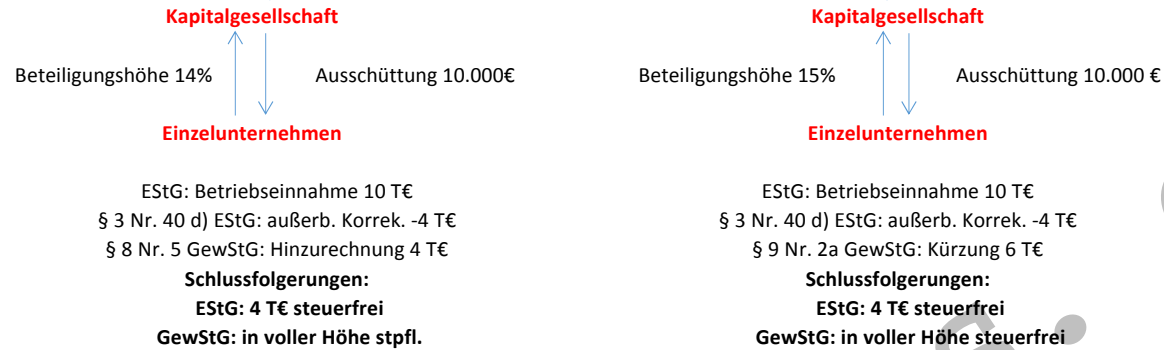 Kapitalgesellschaft
Beteiligungshöhe 14% Ausschüttung 10.000€
Einzelunternehmen
EStG: Betriebseinnahme 10 T€
§ 3 Nr. 40 d) EStG: außerb. Korrek. -4 T€
§ 8 Nr. 5 GewStG: Hinzurechnung 4 T€
Schlussfolgerungen:
EStG: 4 T€ steuerfrei
GewStG: in voller Höhe stpfl.
Kapitalgesellschaft
Beteiligungshöhe 15% Ausschüttung 10.000 €
Einzelunternehmen
EStG: Betriebseinnahme 10 T€
§ 3 Nr. 40 d) EStG: außerb. Korrek. -4 T€
§ 9 Nr. 2a GewStG: Kürzung 6 T€
Schlussfolgerungen:
EStG: 4 T€ steuerfrei
GewStG: in voller Höhe steuerfrei